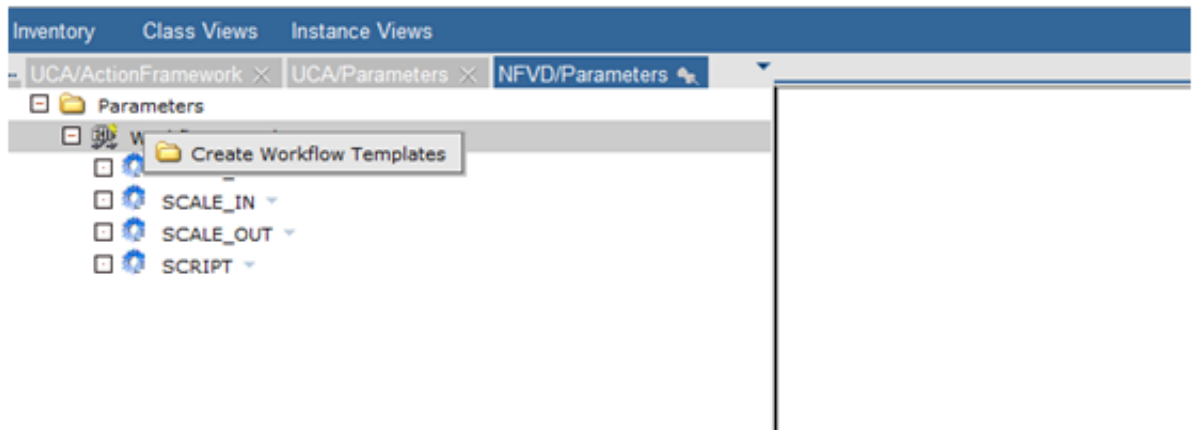 Inventory Class Views Instance Views
UCA/ActionFramework UCA/Parameters NFVD/Parameters
Parameters
Create Workflow Templates
SCALE_IN
SCALE_OUT
SCRIPT